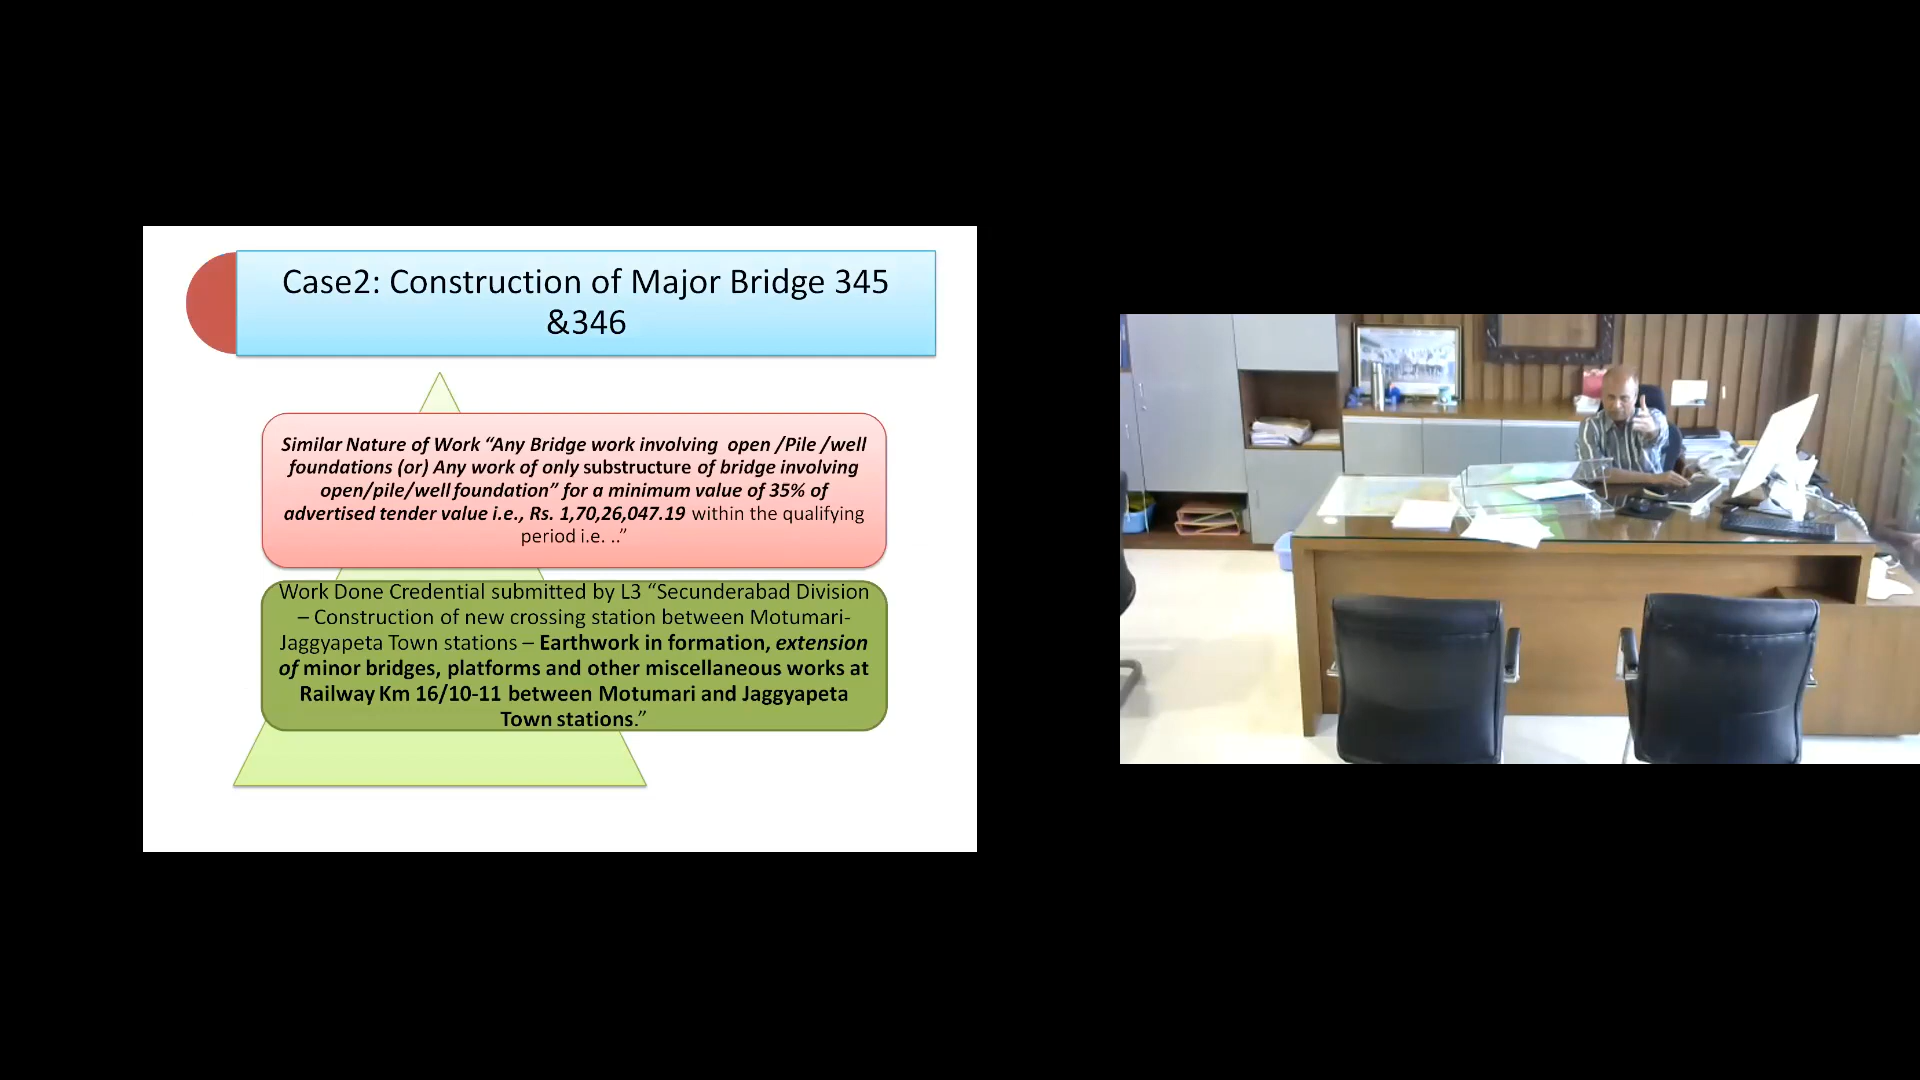 Case2: Construction of Major Bridge 345
&346
Similar Nature of Work “Any Bridge work involving open /Pile /well
foundations (or) Any work of only substructure of bridge involving
open/pile/well foundation” for a minimum value of 35% of
advertised tender value i.e., Rs. 1,70,26,047.19 within the qualifying
period i.e. ..”
Work Done Credential submitted by L3 “Secunderabad Division
– Construction of new crossing station between Motumari-
Jaggyapeta Town stations – Earthwork in formation, extension
of minor bridges, platforms and other miscellaneous works at
Railway Km 16/10-11 between Motumari and Jaggyapeta
Town stations.”